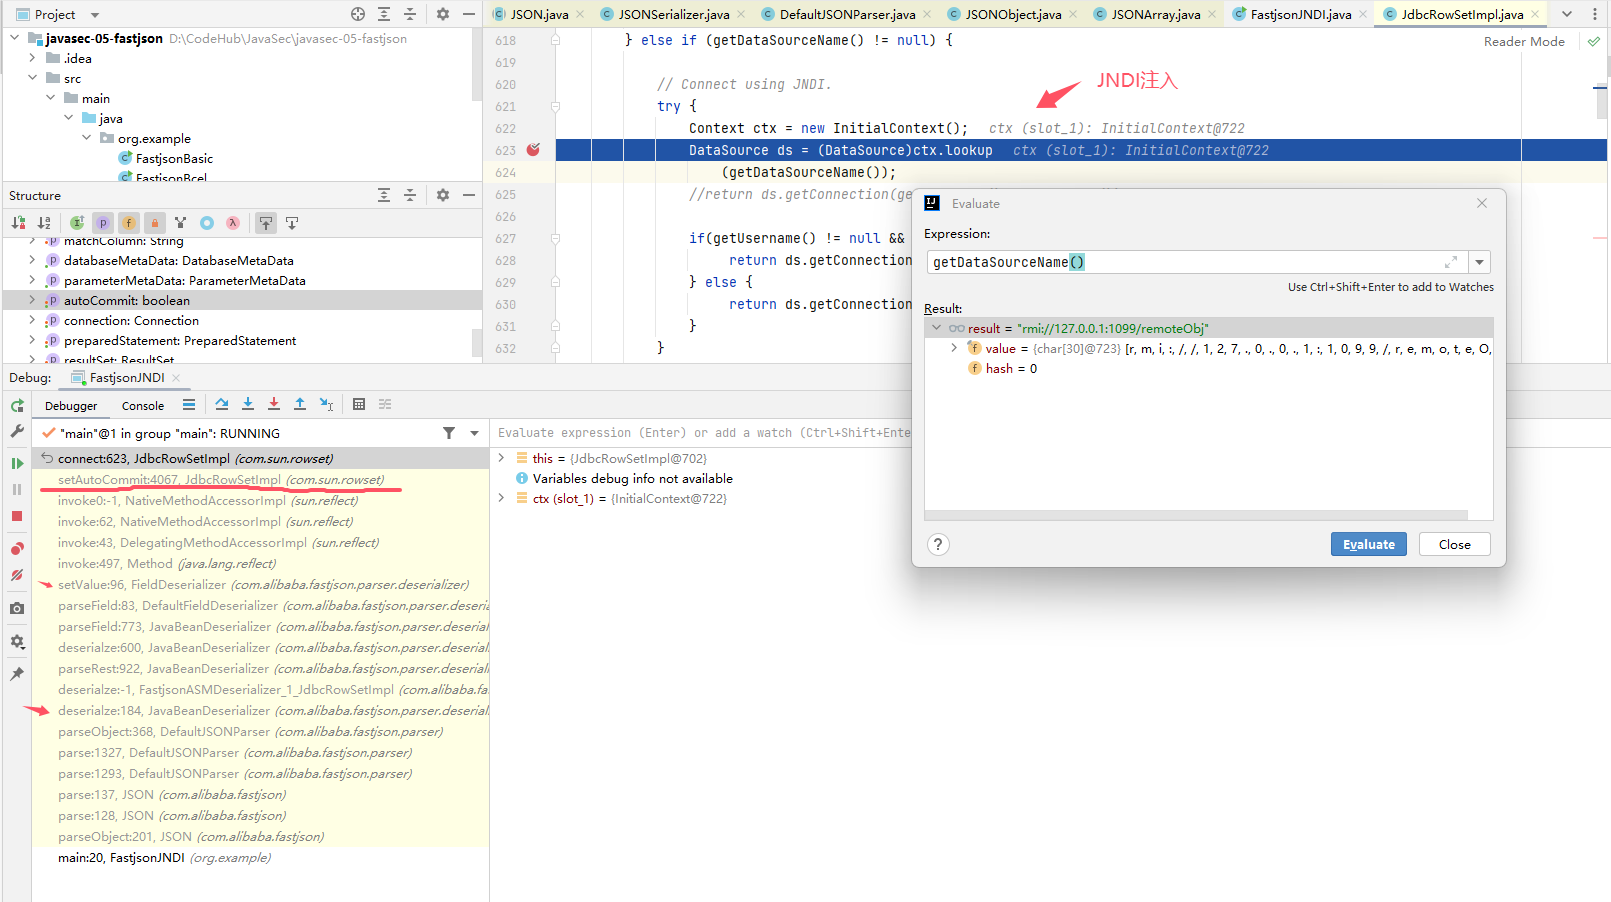 Project
JSON.java
JSONSerializer.java
DefaultJSONParser.java
JSONObject.java
JSONArray.java
FastjsonJNDI.java
JdbcRowSetImpl.java
javasec-05-fastjson D:\CodeHub\JavaSec\javasec-05-fastjson
.idea
src
main
java
org.example
FastjsonBasic
FastjsonBcel
Structure
matchColumn: String
databaseMetaData: DatabaseMetaData
parameterMetaData: ParameterMetaData
autoCommit: boolean
connection: Connection
preparedStatement: PreparedStatement
resultSet: ResultSet
Reader Mode
618 } else if (getDataSourceName() != null) {
619
620 // Connect using JNDI.
JNDI注入
621 try {
622 Context ctx = new InitialContext(); ctx (slot_1): InitialContext@722
623 DataSource ds = (DataSource)ctx.lookup ctx (slot_1): InitialContext@722
624 (getDataSourceName());
625 //return ds.getConnection(ge
626
627 if(getUsername() != null &&
628 return ds.getConnection
629 } else {
630 return ds.getConnection
631 }
632 }
Evaluate
Expression:
getDataSourceName()
Use Ctrl+Shift+Enter to add to Watches
Result:
result = "rmi://127.0.0.1:1099/remoteObj"
value = {char[30]@723} [r, m, i, :, /, /, 1, 2, 7, ., 0, ., 0, ., 1, :, 1, 0, 9, 9, /, r, e, m, o, t, e, O,
hash = 0
?
Evaluate
Close
Debug:
FastjsonJNDI
Debugger
Console
"main"@1 in group "main": RUNNING
connect:623, JdbcRowSetImpl (com.sun.rowset)
setAutoCommit:4067, JdbcRowSetImpl (com.sun.rowset)
invoke0:-1, NativeMethodAccessorImpl (sun.reflect)
invoke:62, NativeMethodAccessorImpl (sun.reflect)
invoke:43, DelegatingMethodAccessorImpl (sun.reflect)
invoke:497, Method (java.lang.reflect)
setValue:96, FieldDeserializer (com.alibaba.fastjson.parser.deserializer)
parseField:83, DefaultFieldDeserializer (com.alibaba.fastjson.parser.deseria
parseField:773, JavaBeanDeserializer (com.alibaba.fastjson.parser.deserial
deserialze:600, JavaBeanDeserializer (com.alibaba.fastjson.parser.deserial
parseRest:922, JavaBeanDeserializer (com.alibaba.fastjson.parser.deserializ
deserialze:-1, FastjsonASMDeserializer_1_JdbcRowSetImpl (com.alibaba.fa
deserialze:184, JavaBeanDeserializer (com.alibaba.fastjson.parser.deserial
parseObject:368, DefaultJSONParser (com.alibaba.fastjson.parser)
parse:1327, DefaultJSONParser (com.alibaba.fastjson.parser)
parse:1293, DefaultJSONParser (com.alibaba.fastjson.parser)
parse:137, JSON (com.alibaba.fastjson)
parse:128, JSON (com.alibaba.fastjson)
parseObject:201, JSON (com.alibaba.fastjson)
main:20, FastjsonJNDI (org.example)
Evaluate expression (Enter) or add a watch (Ctrl+Shift+Ente
this = {JdbcRowSetImpl@702}
Variables debug info not available
ctx (slot_1) = {InitialContext@722}